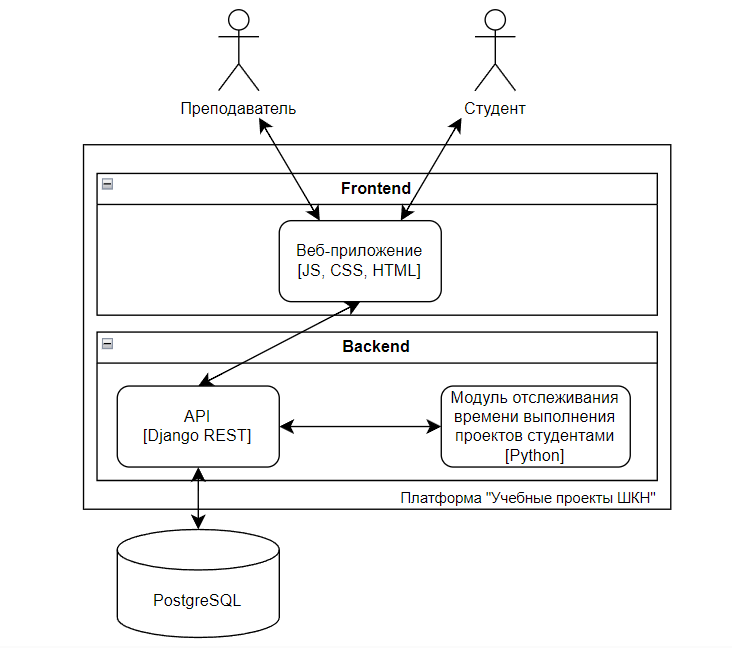 Преподаватель
Студент
Frontend
Веб-приложение
[JS, CSS, HTML]
Backend
API
[Django REST]
Модуль отслеживания
времени выполнения
проектов студентами
[Python]
Платформа "Учебные проекты ШКН"
PostgreSQL